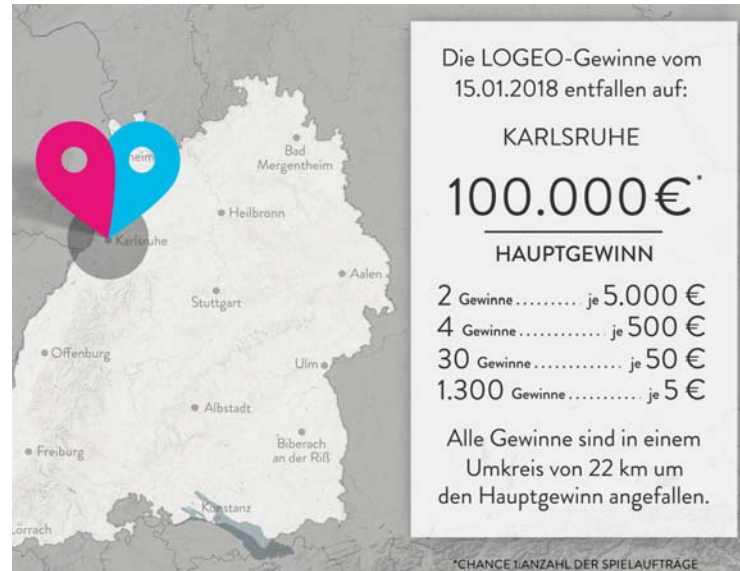 Die LOGEO-Gewinne vom
15.01.2018 entfallen auf:
KARLSRUHE
100.000€*
HAUPTGEWINN
2 Gewinne.......... je 5.000 €
4 Gewinne............. je 500 €
30 Gewinne.............. je 50 €
1.300 Gewinne........... je 5 €
Alle Gewinne sind in einem
Umkreis von 22 km um
den Hauptgewinn angefallen.
*CHANCE 1:ANZAHL DER SPIELAUFTRÄGE
heim
Bad
Mergentheim
Heilbronn
Karlsruhe
Aalen
Stuttgart
Offenburg
Ulm
Albstadt
Biberach
an der Riß
Freiburg
Konstanz
Lörrach